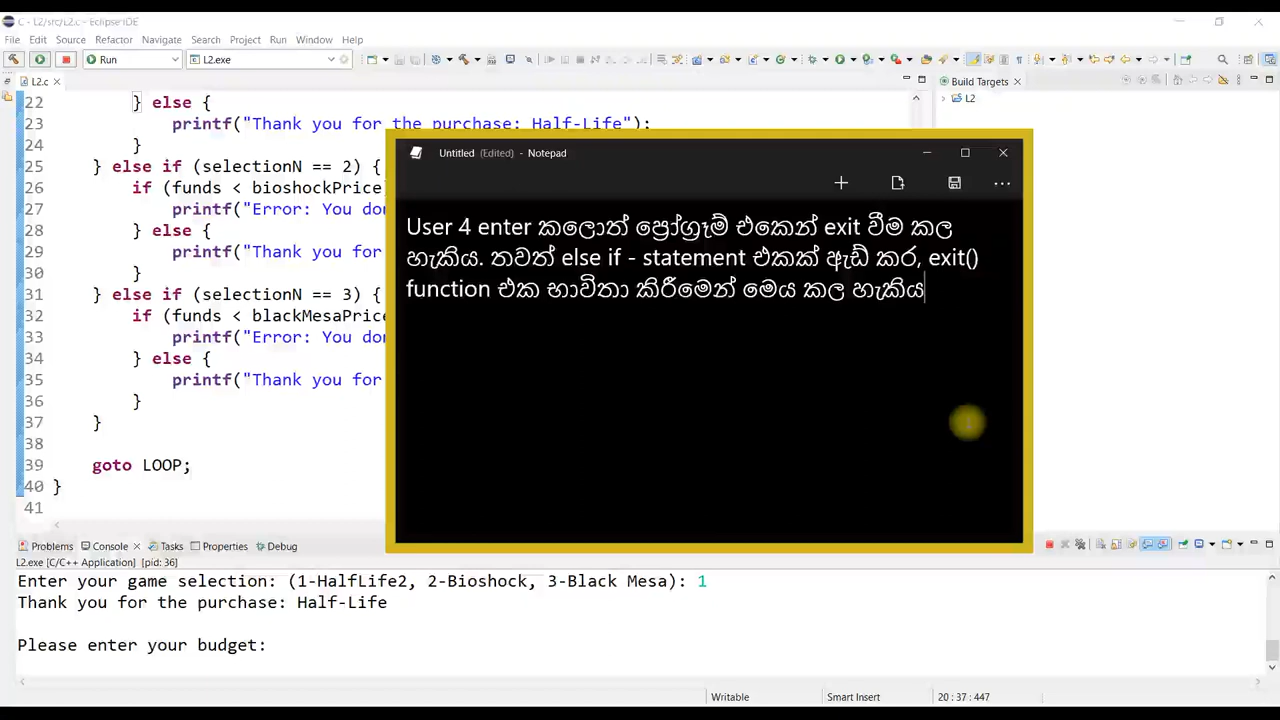 C - L2/src/L2.c - Eclipse IDE
File Edit Source Refactor Navigate Search Project Run Window Help
Run L2.exe
L2.c
Build Targets
L2
22 } else {
23 printf("Thank you for the purchase: Half-Life");
24 }
25 } else if (selectionN == 2) {
26 if (funds < bioshockPrice)
27 printf("Error: You do
28 } else {
29 printf("Thank you for
30 }
31 } else if (selectionN == 3) {
32 if (funds < blackMesaPrice
33 printf("Error: You do
34 } else {
35 printf("Thank you for
36 }
37 }
38
39 goto LOOP;
40 }
41
Untitled (Edited) - Notepad
User 4 enter කලොත් ප්‍රෝග්‍රෑම් එකෙන් exit වීම කල
හැකිය. තවත් else if - statement එකක් ඇඩ් කර, exit()
function එක භාවිතා කිරීමෙන් මෙය කල හැකිය
Problems Console Tasks Properties Debug
L2.exe [C/C++ Application] [pid: 36]
Enter your game selection: (1-HalfLife2, 2-Bioshock, 3-Black Mesa): 1
Thank you for the purchase: Half-Life
Please enter your budget:
Writable Smart Insert 20 : 37 : 447